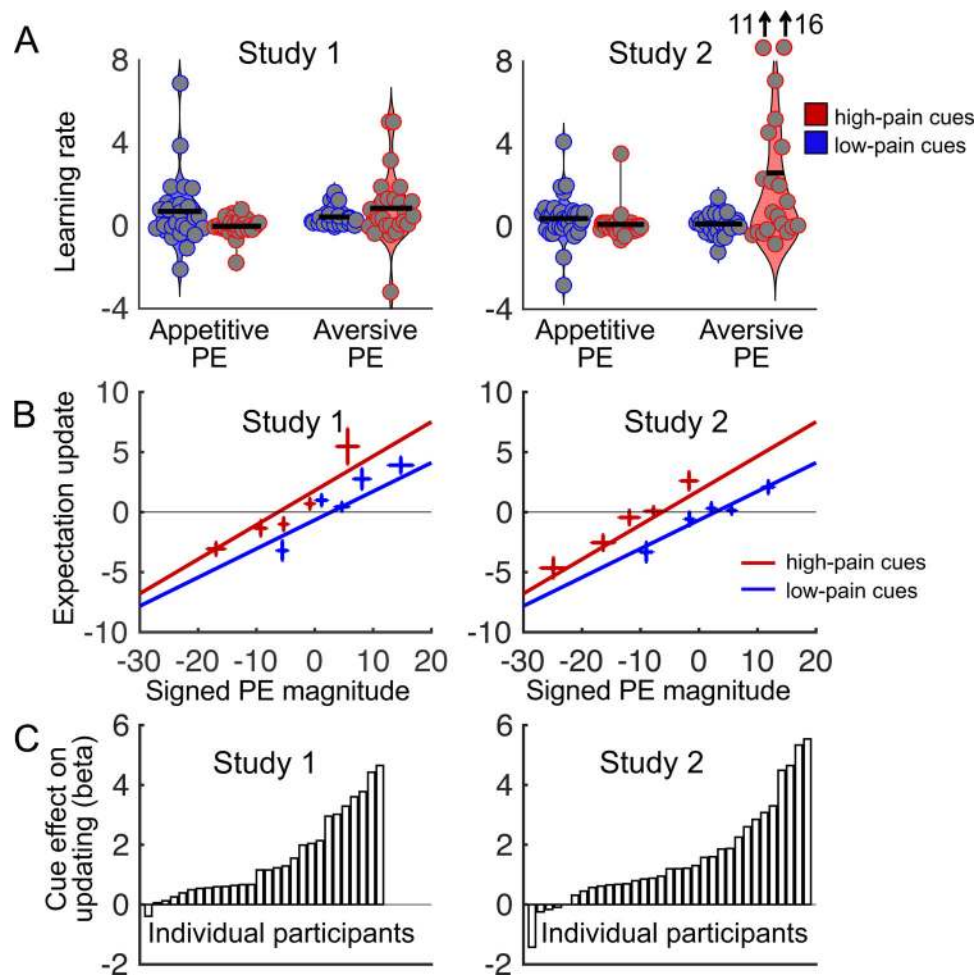 A
Study 1
Study 2
11
16
high-pain cues
low-pain cues
Learning rate
8
4
0
-4
8
4
0
-4
Appetitive
PE
Aversive
PE
Appetitive
PE
Aversive
PE
B
Study 1
Study 2
Expectation update
10
5
0
-5
-10
10
5
0
-5
-10
high-pain cues
low-pain cues
-30 -20 -10 0 10 20
-30 -20 -10 0 10 20
Signed PE magnitude
Signed PE magnitude
C
Study 1
Study 2
Cue effect on
updating (beta)
6
4
2
0
-2
6
4
2
0
-2
Individual participants
Individual participants